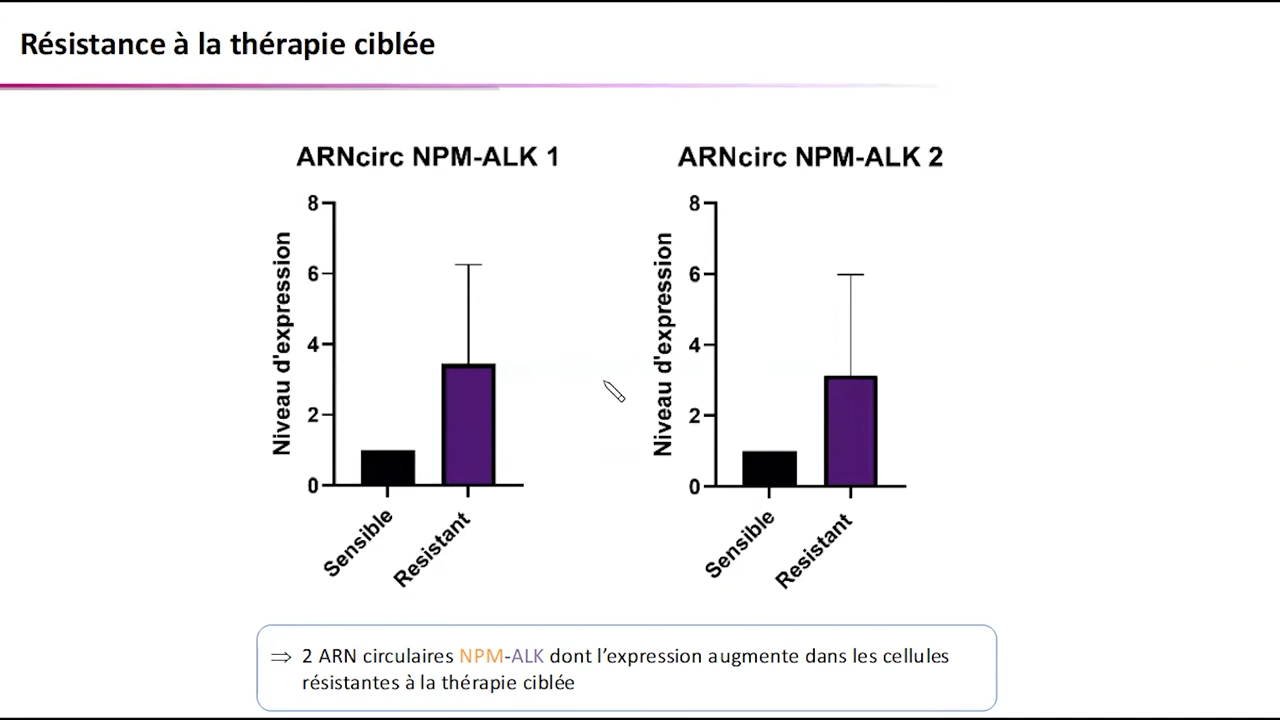 Résistance à la thérapie ciblée
ARNcirc NPM-ALK 1
8
6
4
2
0
Niveau d'expression
Sensible
Resistant
ARNcirc NPM-ALK 2
8
6
4
2
0
Niveau d'expression
Sensible
Resistant
⇒ 2 ARN circulaires NPM-ALK dont l’expression augmente dans les cellules
résistantes à la thérapie ciblée